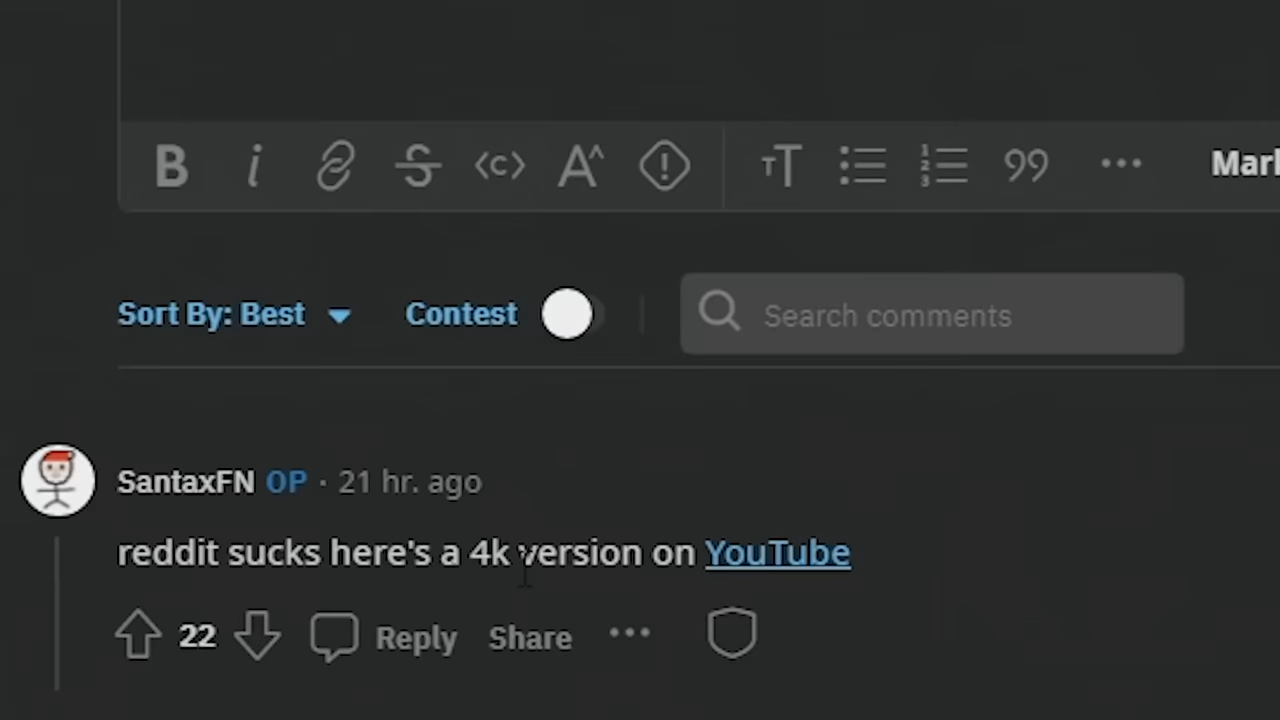 Sort By: Best Contest Search comments
SantaxFN OP · 21 hr. ago
reddit sucks here's a 4k version on YouTube
22 Reply Share